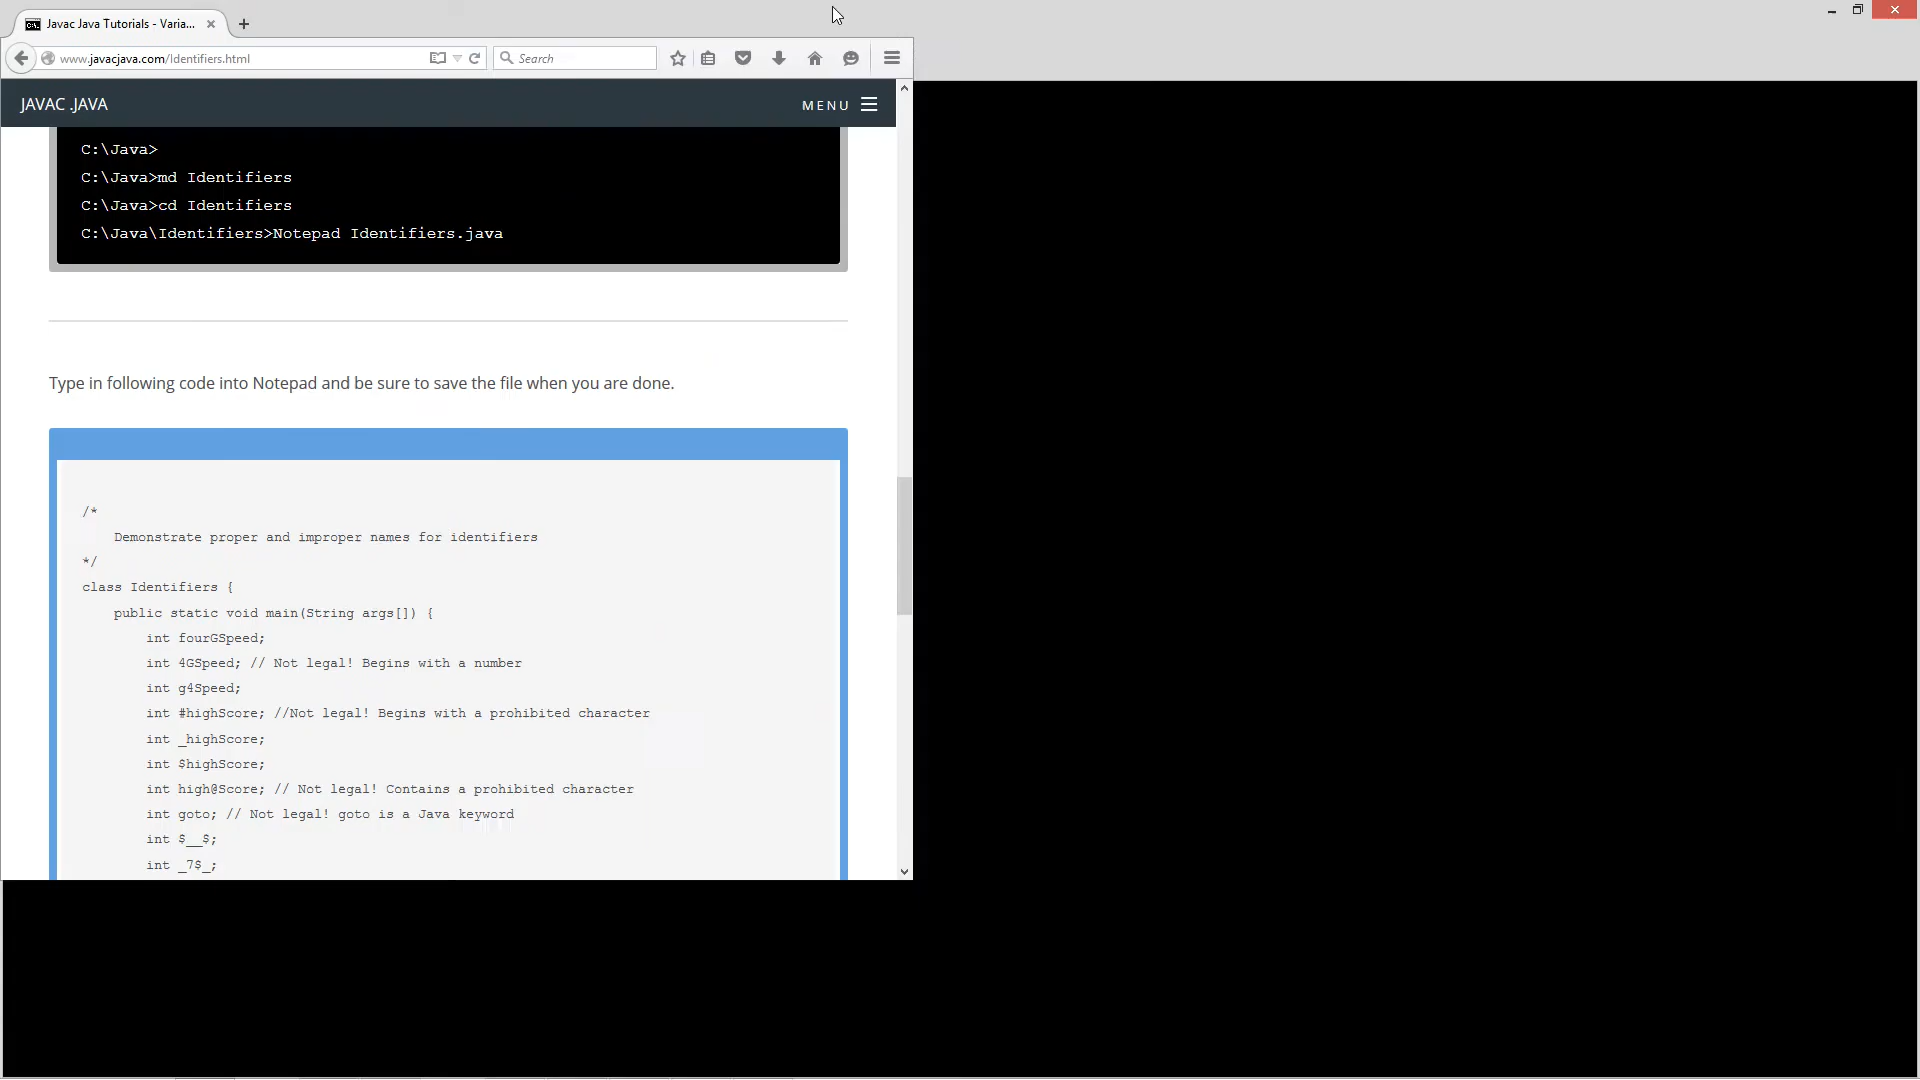 Javac Java Tutorials - Varia...
www.javacjava.com/Identifiers.html
Search
JAVAC .JAVA
MENU
C:\Java>
C:\Java>md Identifiers
C:\Java>cd Identifiers
C:\Java\Identifiers>Notepad Identifiers.java
Type in following code into Notepad and be sure to save the file when you are done.
/*
Demonstrate proper and improper names for identifiers
*/
class Identifiers {
public static void main(String args[]) {
int fourGSpeed;
int 4GSpeed; // Not legal! Begins with a number
int g4Speed;
int #highScore; //Not legal! Begins with a prohibited character
int _highScore;
int $highScore;
int high@Score; // Not legal! Contains a prohibited character
int goto; // Not legal! goto is a Java keyword
int $__$;
int _7$_;